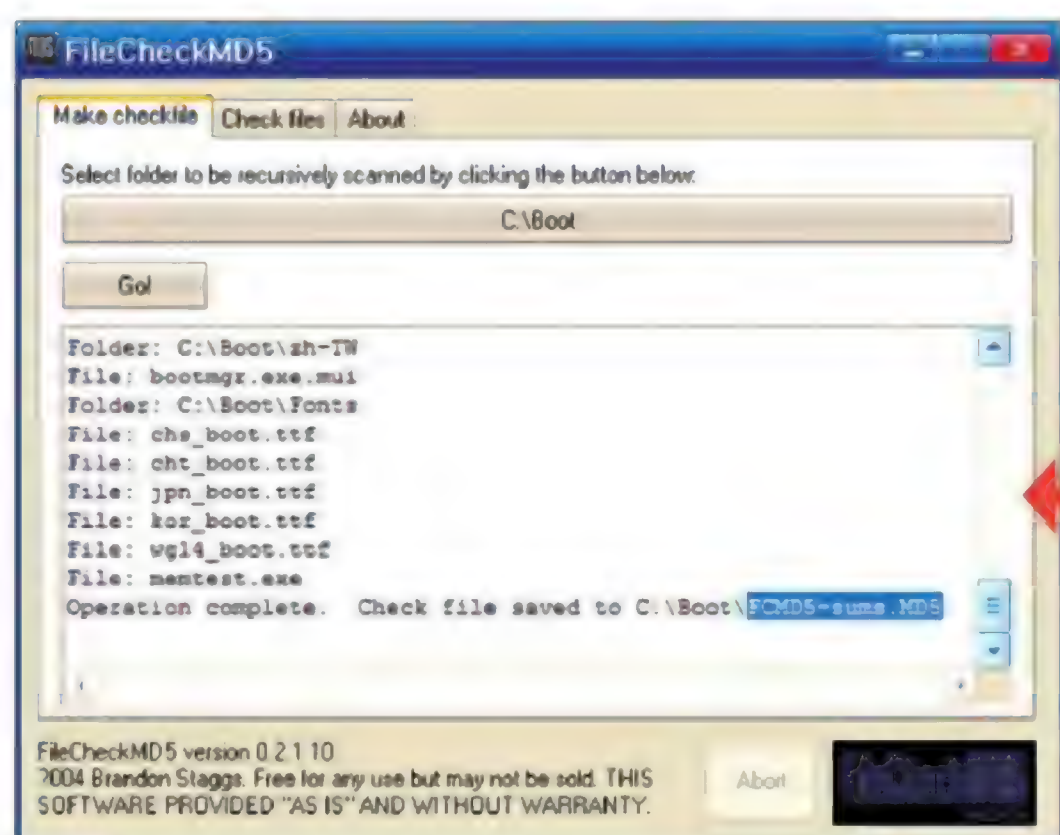 FileCheckMD5
Make checkfile Check files About
Select folder to be recursively scanned by clicking the button below:
C:\Boot
Go!
Folder: C:\Boot\zh-TW
File: bootmgr.exe.mui
Folder: C:\Boot\Fonts
File: chs_boot.ttf
File: cht_boot.ttf
File: jpn_boot.ttf
File: kor_boot.ttf
File: wgl4_boot.ttf
File: memtest.exe
Operation complete. Check file saved to C:\Boot\FCMD5-sums.MD5
FileCheckMD5 version 0.2.1.10
2004 Brandon Staggs. Free for any use but may not be sold. THIS
SOFTWARE PROVIDED "AS IS" AND WITHOUT WARRANTY.
Abort